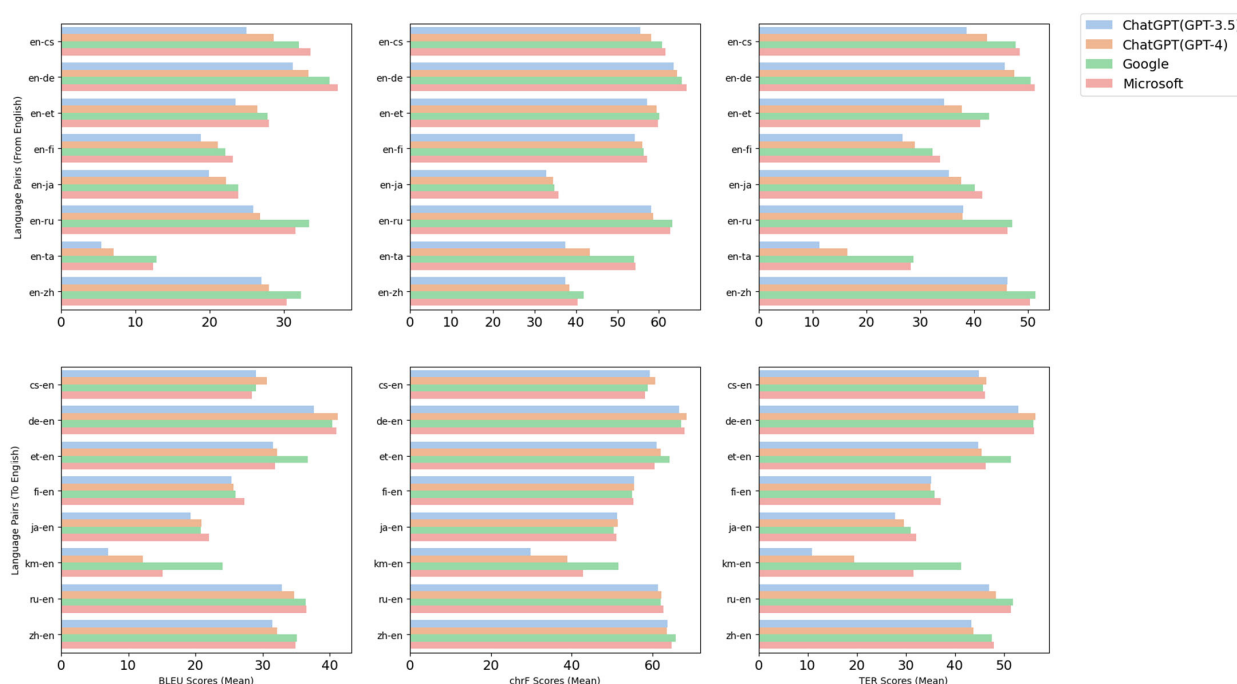 ChatGPT(GPT-3.5)
ChatGPT(GPT-4)
Google
Microsoft
Language Pairs (From English)
en-cs
en-de
en-et
en-fi
en-ja
en-ru
en-ta
en-zh
0 10 20 30
en-cs
en-de
en-et
en-fi
en-ja
en-ru
en-ta
en-zh
0 10 20 30 40 50 60
en-cs
en-de
en-et
en-fi
en-ja
en-ru
en-ta
en-zh
0 10 20 30 40 50
Language Pairs (To Engish)
cs-en
de-en
et-en
fi-en
ja-en
km-en
ru-en
zh-en
0 10 20 30 40
BLEU Scores (Mean)
cs-en
de-en
et-en
fi-en
ja-en
km-en
ru-en
zh-en
0 20 40 60
chrF Scores (Mean)
cs-en
de-en
et-en
fi-en
ja-en
km-en
ru-en
zh-en
0 10 20 30 40 50
TER Scores (Mean)